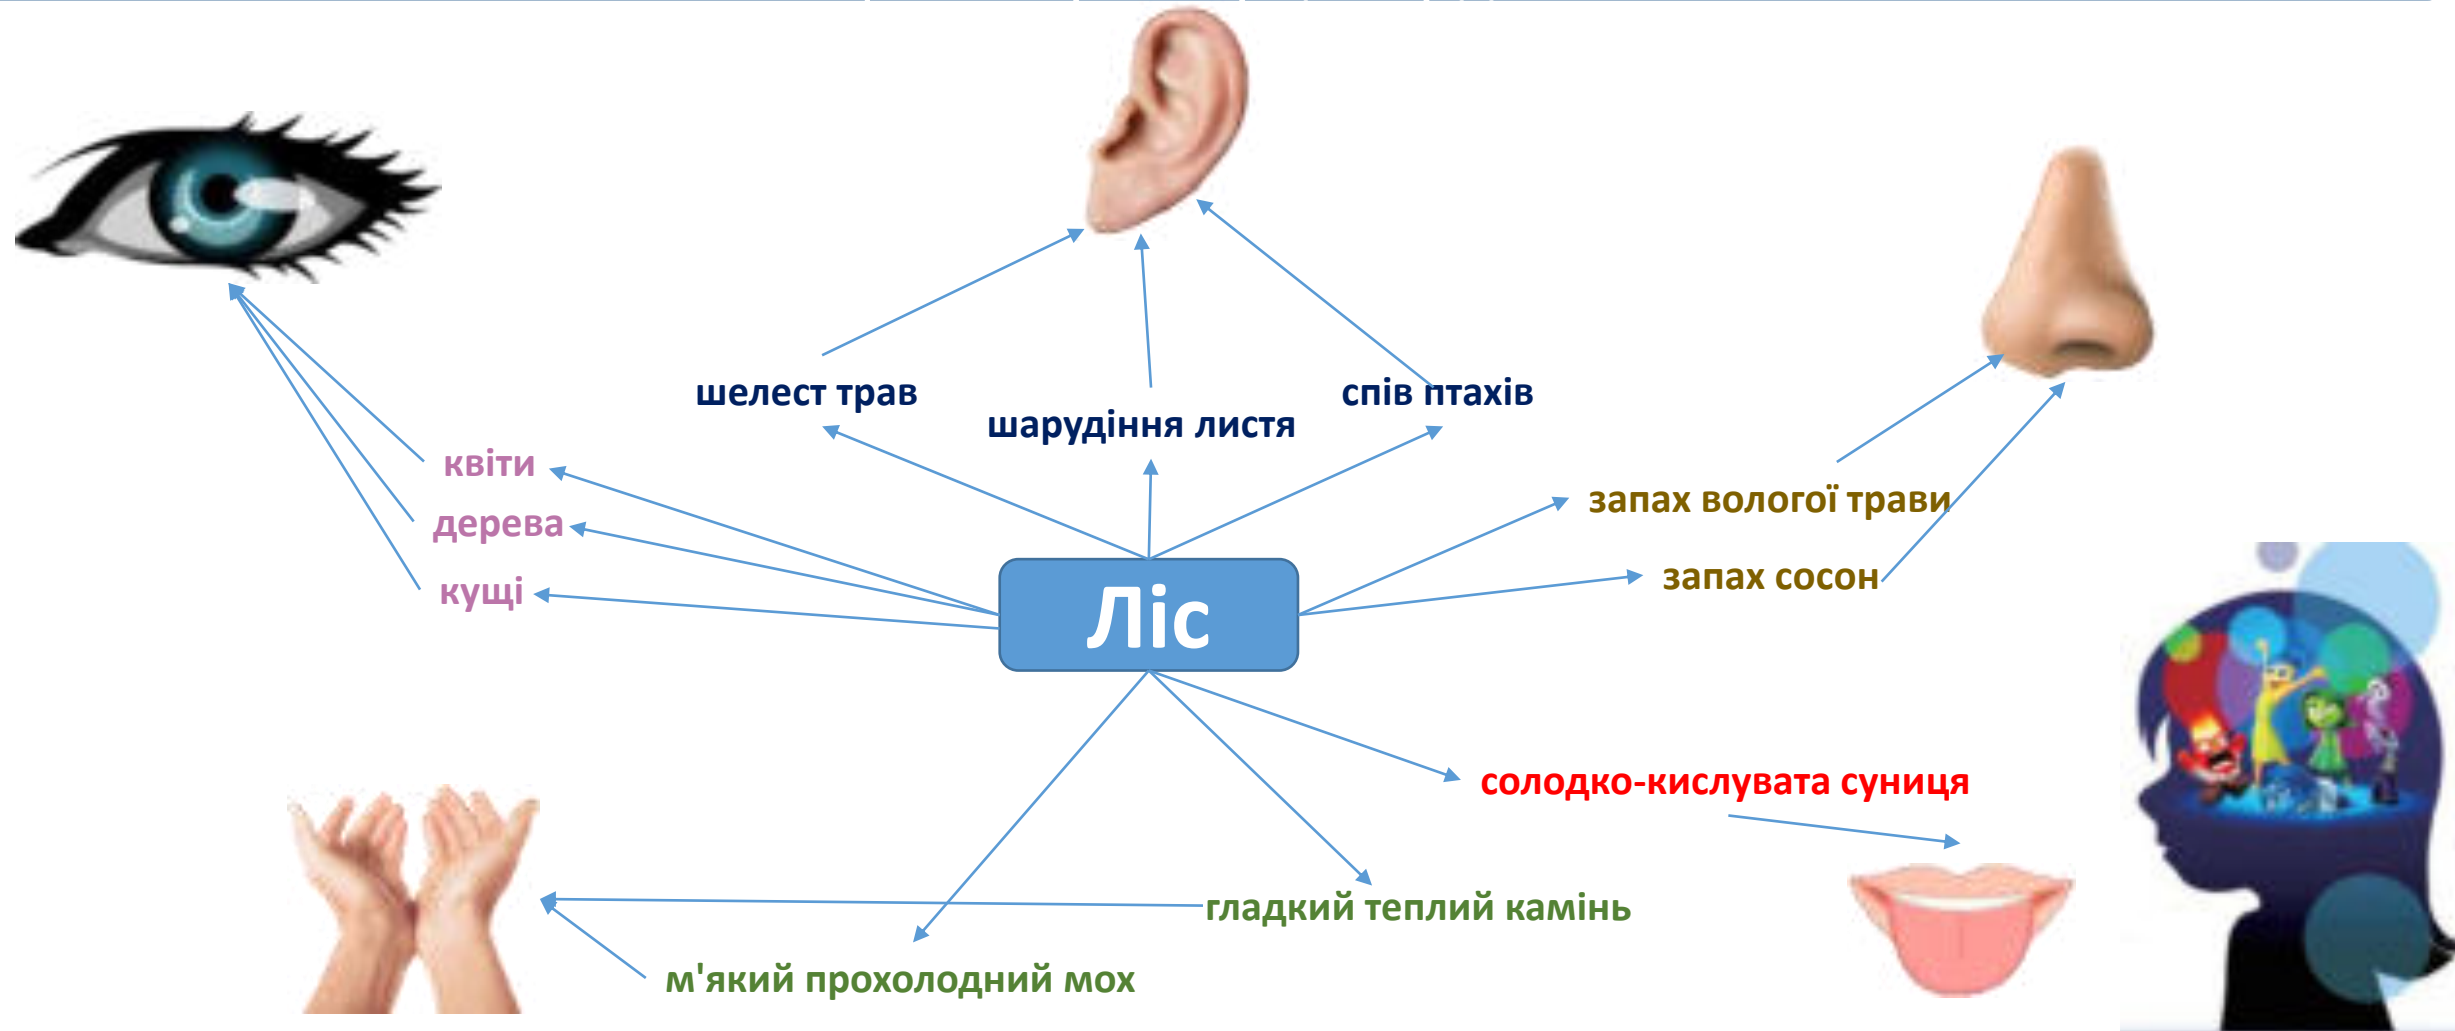 шелест трав
шарудіння листя
спів птахів
квіти
дерева
кущі
запах вологої трави
запах сосон
Ліс
солодко-кислувата суниця
гладкий теплий камінь
м'який прохолодний мох